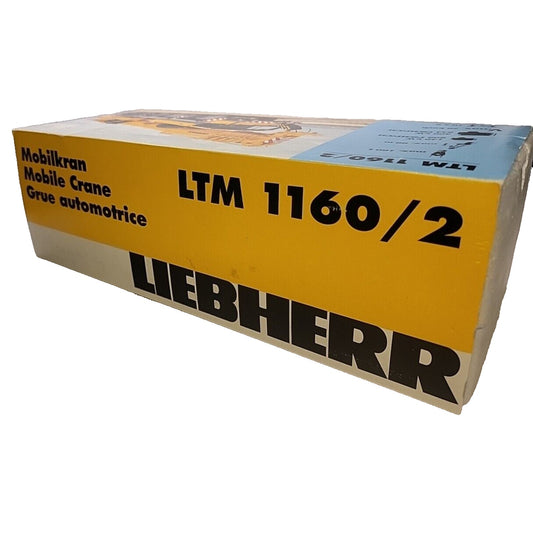 Mobilkran
Mobile Crane
Grue automotrice
LTM 1160/2
LIEBHERR
LTM 1160/2